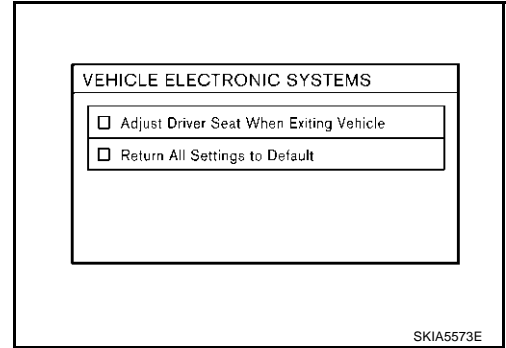 VEHICLE ELECTRONIC SYSTEMS
Adjust Driver Seat When Exiting Vehicle
Return All Settings to Default
SKIA5573E